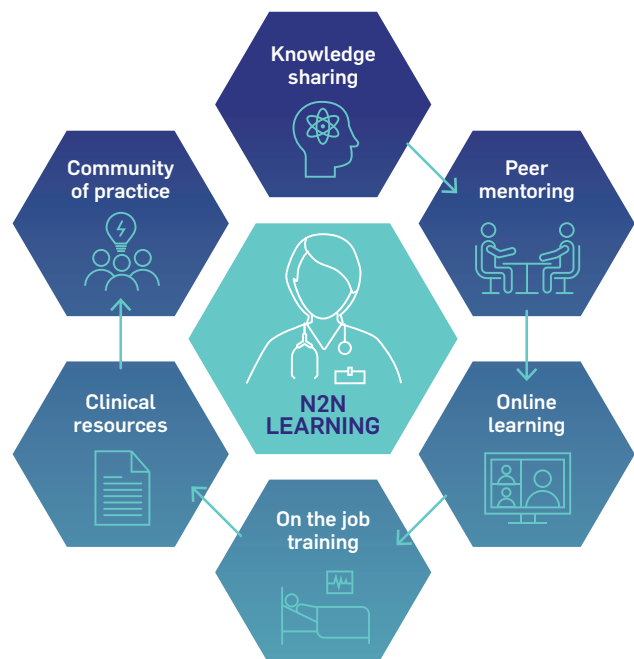 Knowledge
sharing
Peer
mentoring
Online
learning
On the job
training
Clinical
resources
Community
of practice
N2N
LEARNING